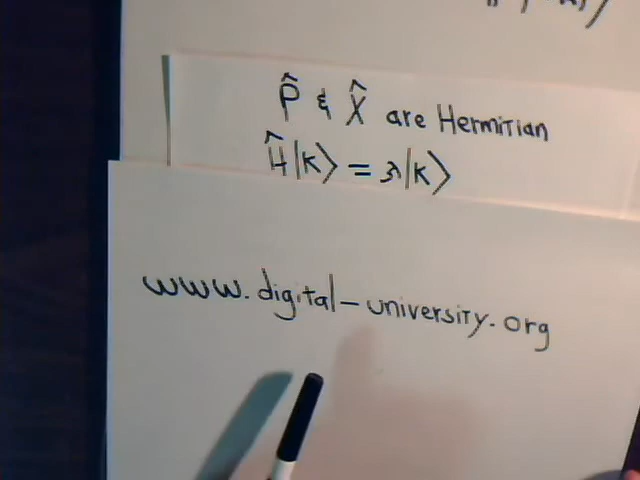 P̂ & X̂ are Hermitian
Ĥ|K⟩ = λ|K⟩
www.digital-university.org